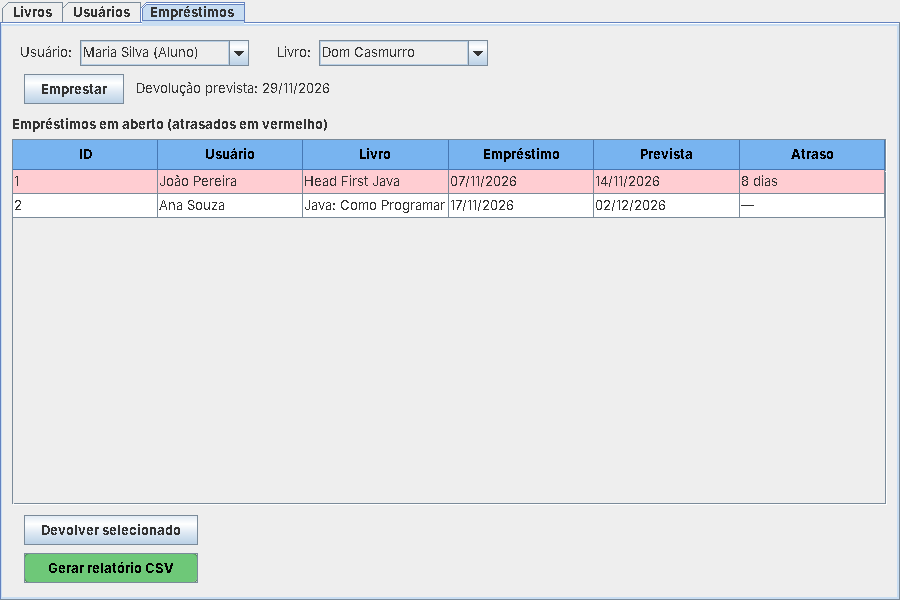 Livros Usuários Empréstimos
Usuário: Maria Silva (Aluno) Livro: Dom Casmurro
Emprestar Devolução prevista: 29/11/2026
Empréstimos em aberto (atrasados em vermelho)
ID Usuário Livro Empréstimo Prevista Atraso
1 João Pereira Head First Java 07/11/2026 14/11/2026 8 dias
2 Ana Souza Java: Como Programar 17/11/2026 02/12/2026 —
Devolver selecionado
Gerar relatório CSV